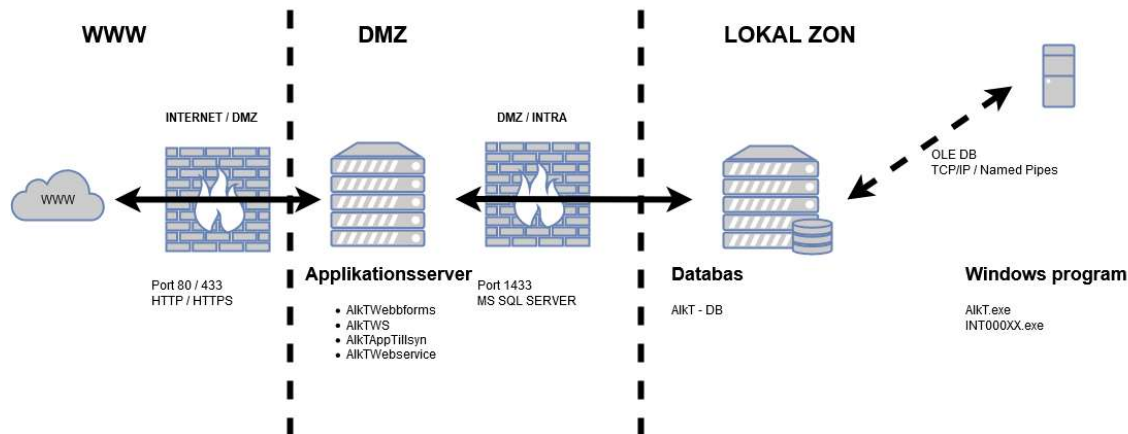 WWW
DMZ
LOKAL ZON
INTERNET / DMZ
DMZ / INTRA
OLE DB
TCP/IP / Named Pipes
WWW
Port 80 / 433
HTTP / HTTPS
Applikationsserver
AlkTWebbforms
AlkTWS
AlkTAppTillsyn
AlkTWebservice
Port 1433
MS SQL SERVER
Databas
AlkT - DB
Windows program
AlkT.exe
INT000XX.exe